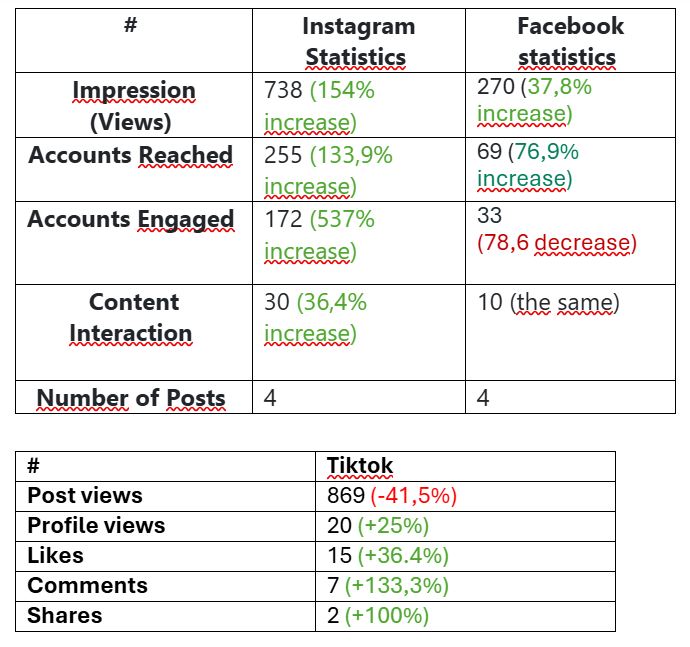 # Instagram Facebook
Statistics statistics
Impression 738 (154% 270 (37,8%
(Views) increase) increase)
Accounts Reached 255 (133,9% 69 (76,9%
increase) increase)
Accounts Engaged 172 (537% 33
increase) (78,6 decrease)
Content 30 (36,4% 10 (the same)
Interaction increase)
Number of Posts 4 4
# Tiktok
Post views 869 (-41,5%)
Profile views 20 (+25%)
Likes 15 (+36.4%)
Comments 7 (+133,3%)
Shares 2 (+100%)